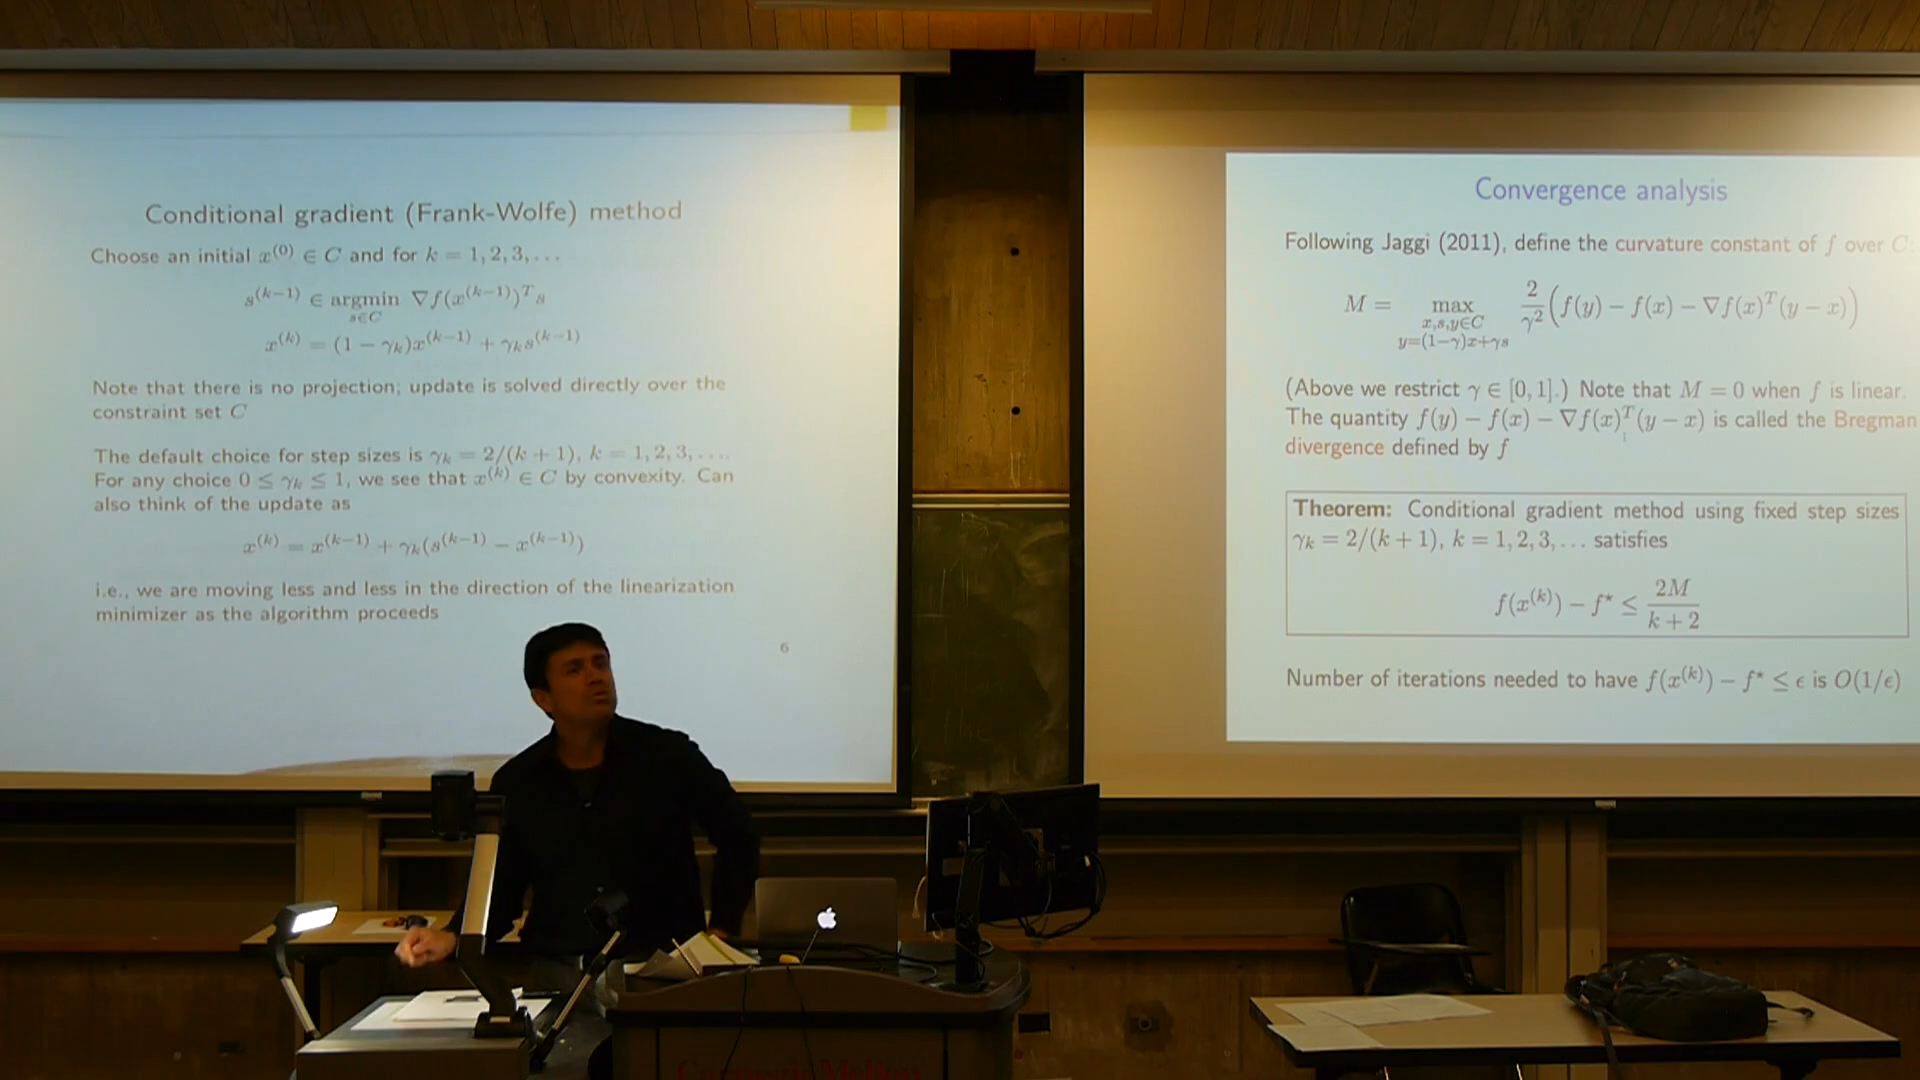 Conditional gradient (Frank-Wolfe) method
Choose an initial x^(0) ∈ C and for k = 1, 2, 3, . . .
s^(k−1) ∈ argmin ∇f(x^(k−1))^T s
s∈C
x^(k) = (1 − γ_k)x^(k−1) + γ_k s^(k−1)
Note that there is no projection; update is solved directly over the
constraint set C
The default choice for step sizes is γ_k = 2/(k + 1), k = 1, 2, 3, . . ..
For any choice 0 ≤ γ_k ≤ 1, we see that x^(k) ∈ C by convexity. Can
also think of the update as
x^(k) = x^(k−1) + γ_k(s^(k−1) − x^(k−1))
i.e., we are moving less and less in the direction of the linearization
minimizer as the algorithm proceeds
6
Convergence analysis
Following Jaggi (2011), define the curvature constant of f over C:
M = max 2/γ² (f(y) − f(x) − ∇f(x)^T (y − x))
x,s,y∈C
y=(1−γ)x+γs
(Above we restrict γ ∈ [0, 1].) Note that M = 0 when f is linear.
The quantity f(y) − f(x) − ∇f(x)^T (y − x) is called the Bregman
divergence defined by f
Theorem: Conditional gradient method using fixed step sizes
γ_k = 2/(k + 1), k = 1, 2, 3, . . . satisfies
f(x^(k)) − f* ≤ 2M/(k + 2)
Number of iterations needed to have f(x^(k)) − f* ≤ ϵ is O(1/ϵ)
Carnegie Mellon